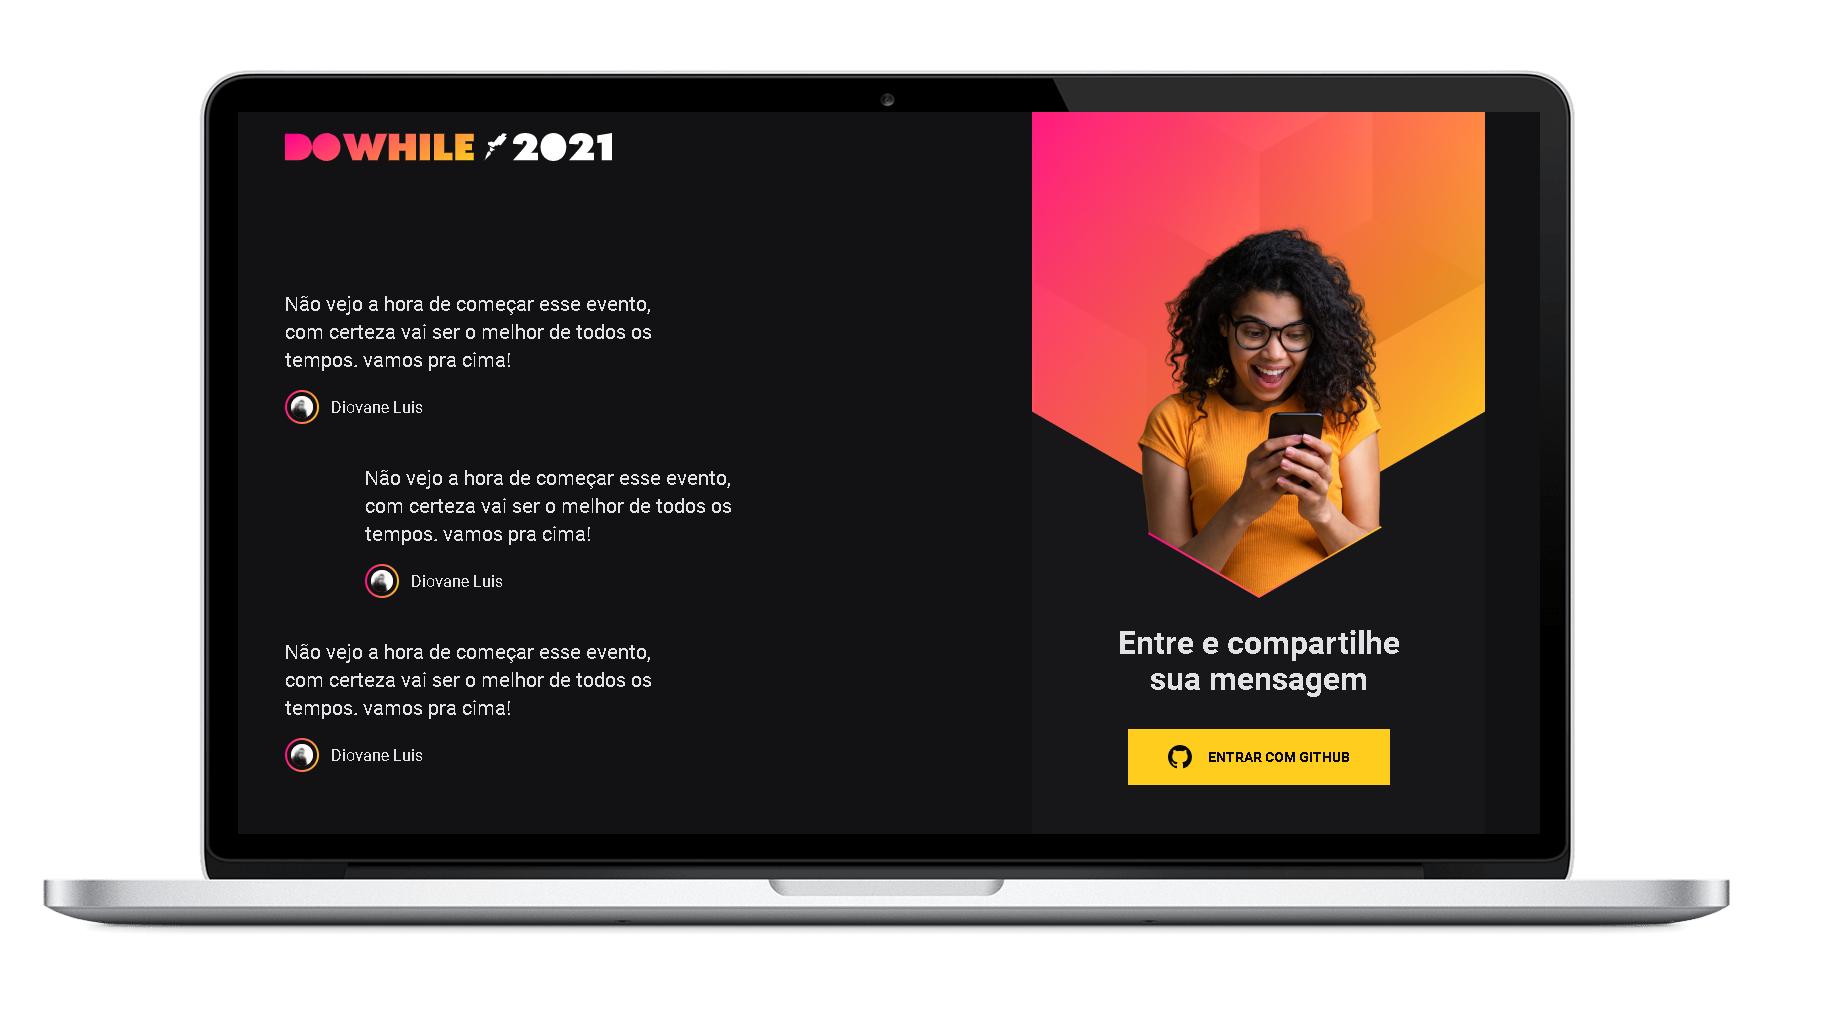 DOWHILE 2021
Não vejo a hora de começar esse evento,
com certeza vai ser o melhor de todos os
tempos. vamos pra cima!
Diovane Luis
Não vejo a hora de começar esse evento,
com certeza vai ser o melhor de todos os
tempos. vamos pra cima!
Diovane Luis
Não vejo a hora de começar esse evento,
com certeza vai ser o melhor de todos os
tempos. vamos pra cima!
Diovane Luis
Entre e compartilhe
sua mensagem
ENTRAR COM GITHUB